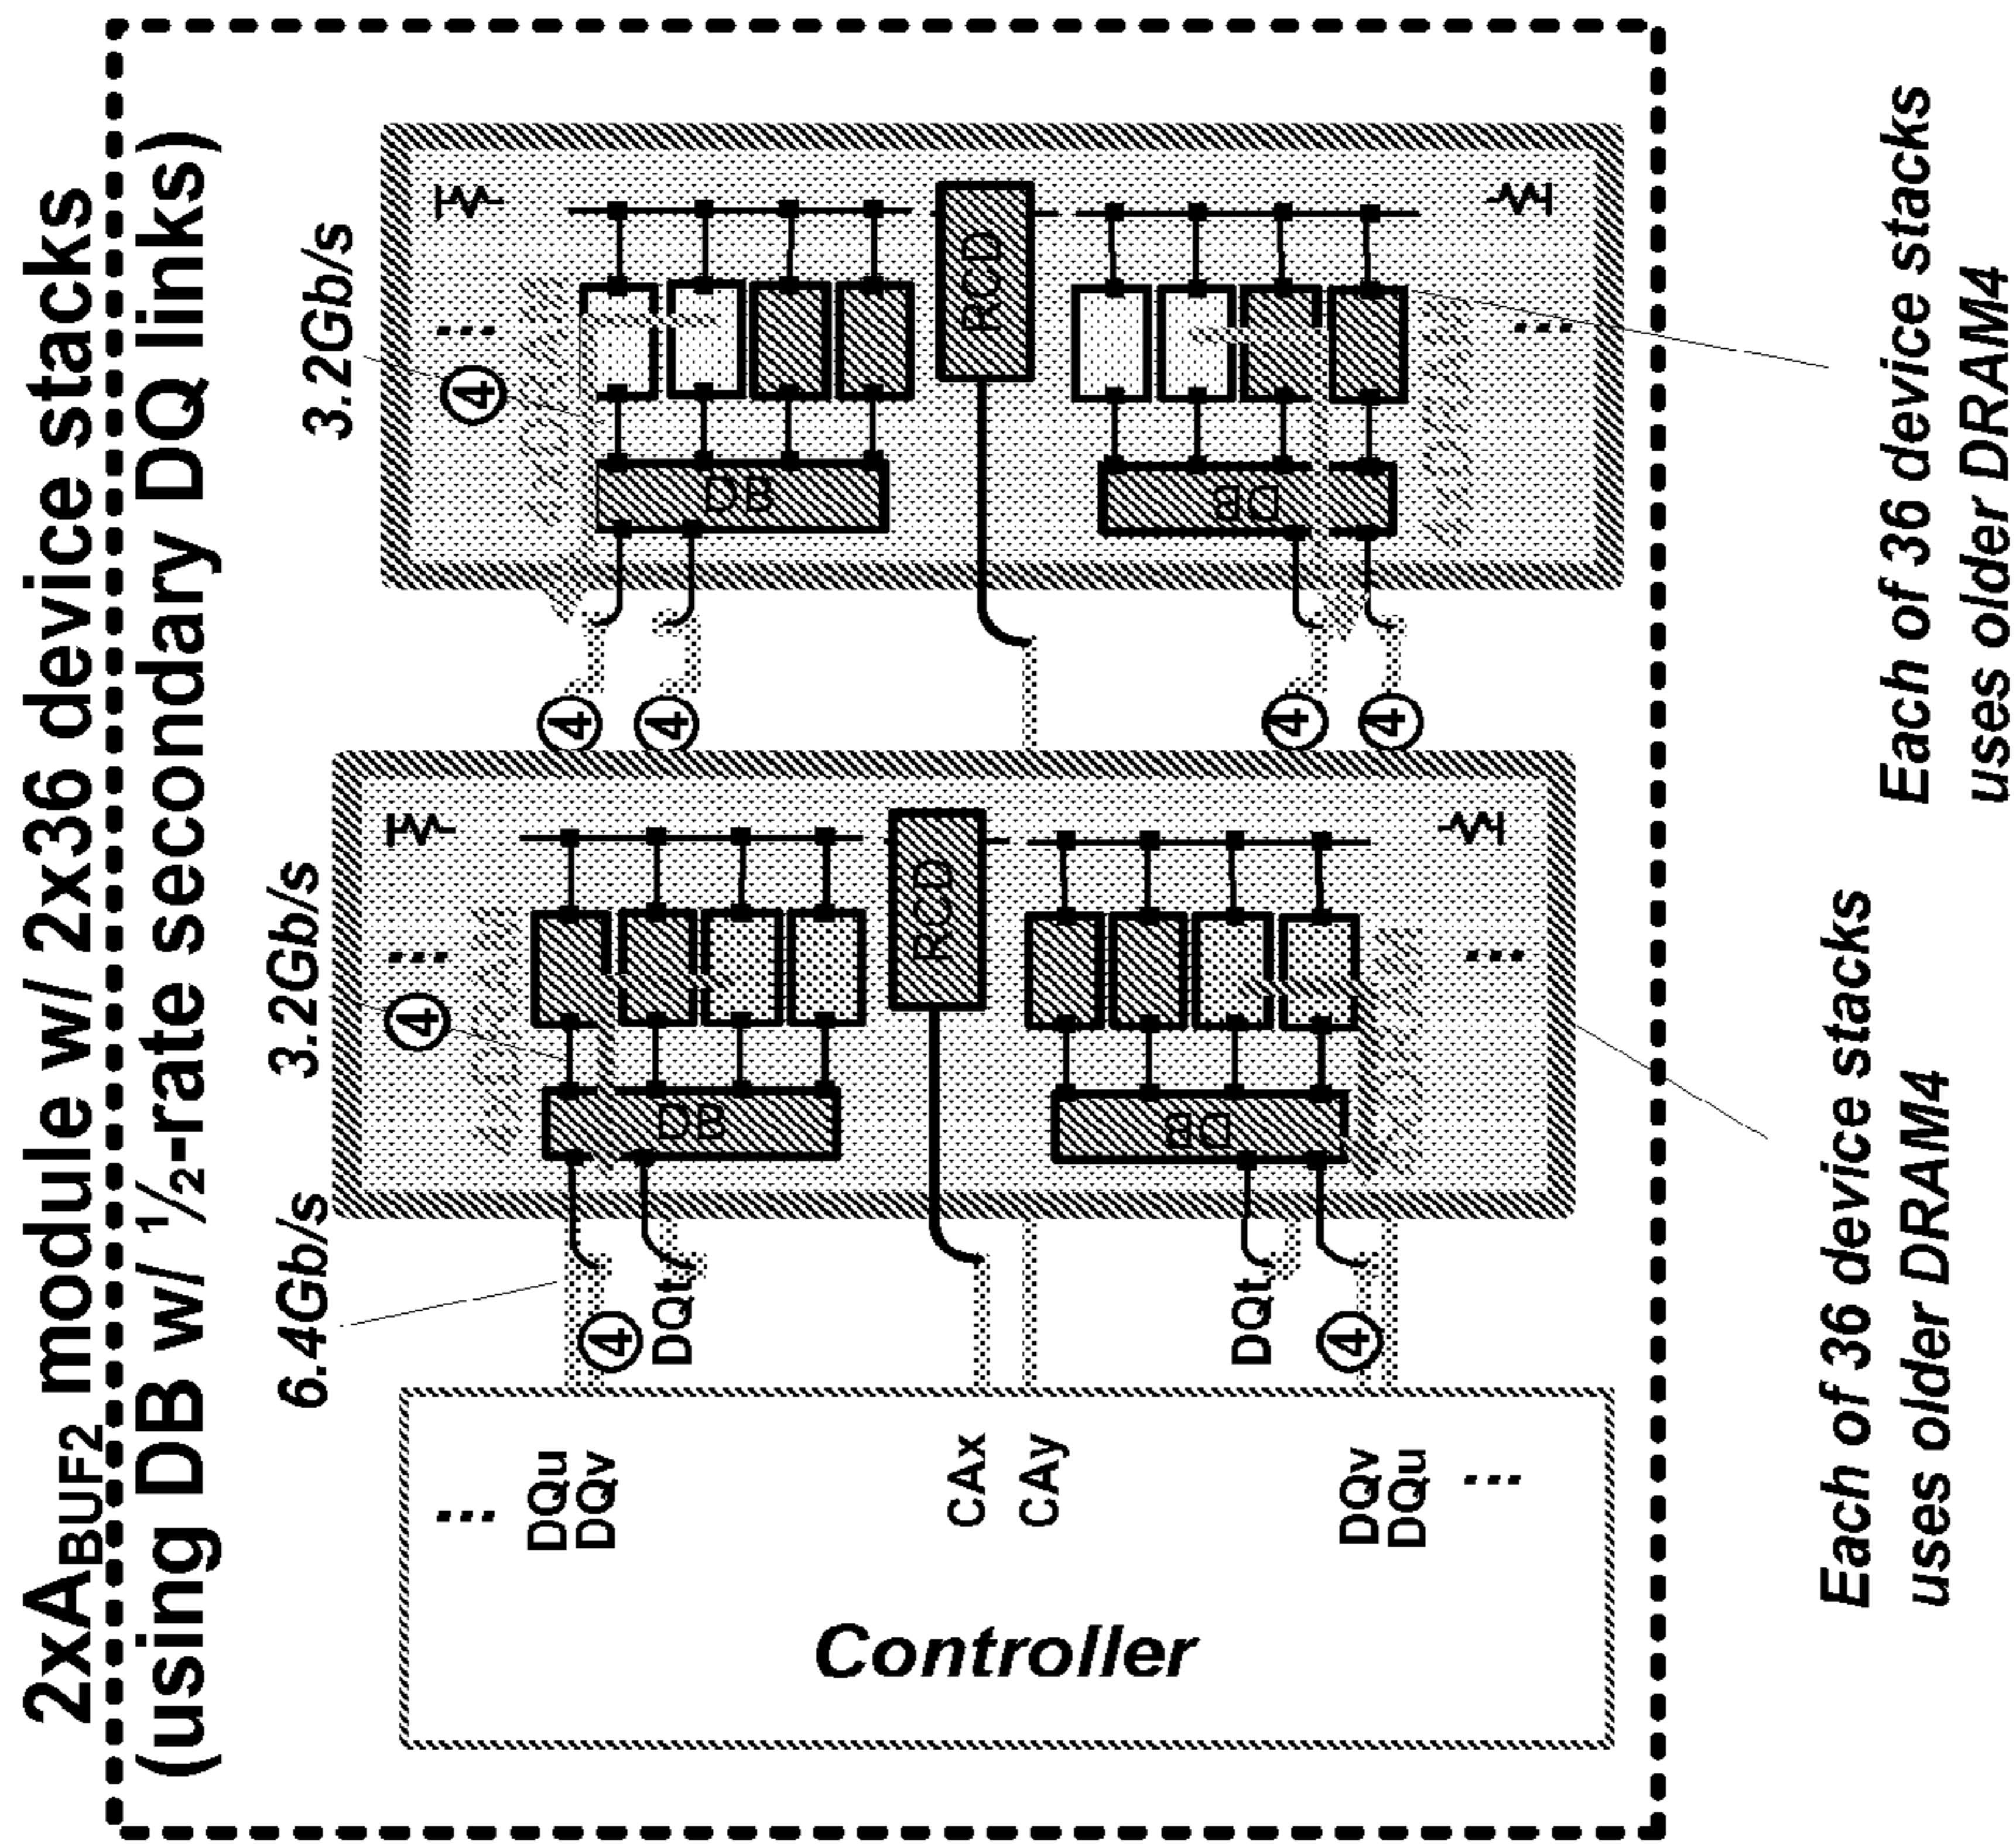 2xABUF2 module w/ 2x36 device stacks
(using DB w/ ½-rate secondary DQ links)
6.4Gb/s
3.2Gb/s
3.2Gb/s
...
...
...
④
④
DQu
DQv
④
DQt
④
④
DB
DB
RCD
RCD
CAx
CAy
Controller
DB
DB
DQt
④
④
④
DQv
DQu
...
...
...
Each of 36 device stacks
uses older DRAM4
Each of 36 device stacks
uses older DRAM4